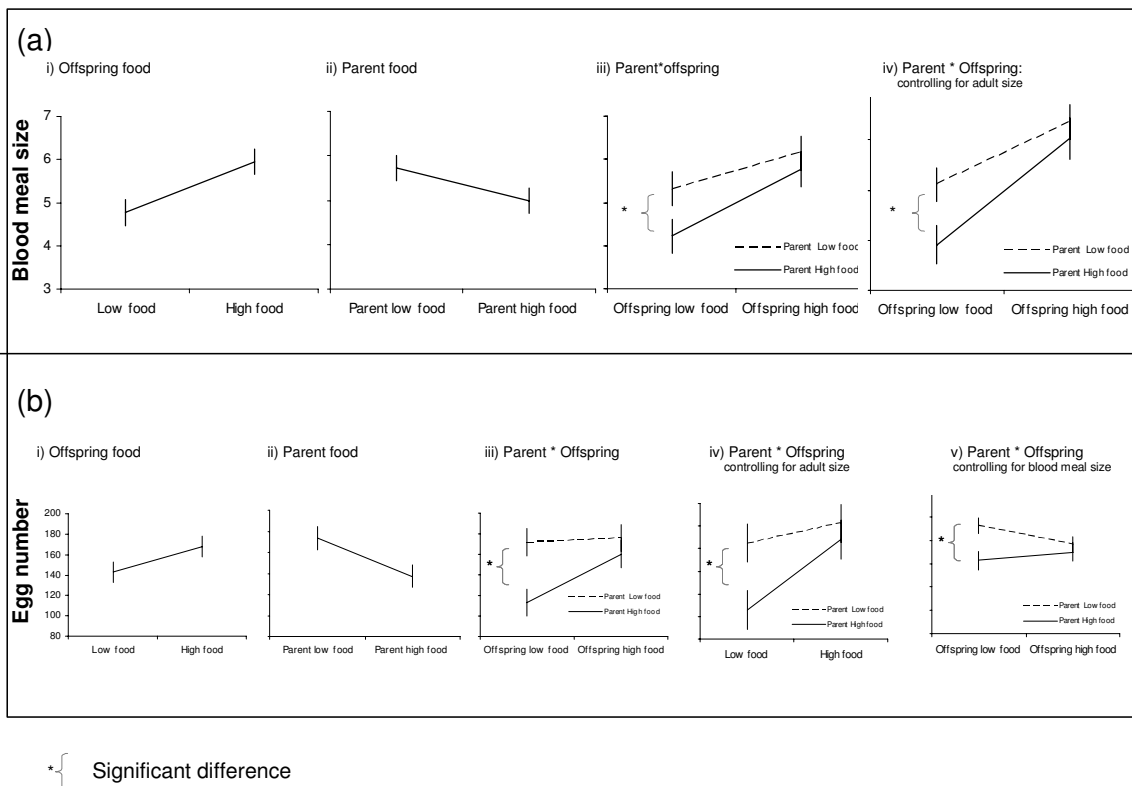 (a)
i) Offspring food
ii) Parent food
iii) Parent*offspring
iv) Parent * Offspring:
controlling for adult size
Blood meal size
7
6
5
4
3
Low food
High food
Parent low food
Parent high food
*
Parent Low food
Parent High food
Offspring low food
Offspring high food
*
Parent Low food
Parent High food
Offspring low food
Offspring high food
(b)
i) Offspring food
ii) Parent food
iii) Parent * Offspring
iv) Parent * Offspring
controlling for adult size
v) Parent * Offspring
controlling for blood meal size
Egg number
200
180
160
140
120
100
80
Low food
High food
Parent low food
Parent high food
*
Parent Low food
Parent High food
Offspring low food
Offspring high food
*
Parent Low food
Parent High food
Low food
High food
*
Parent Low food
Parent High food
Offspring low food
Offspring high food
* Significant difference